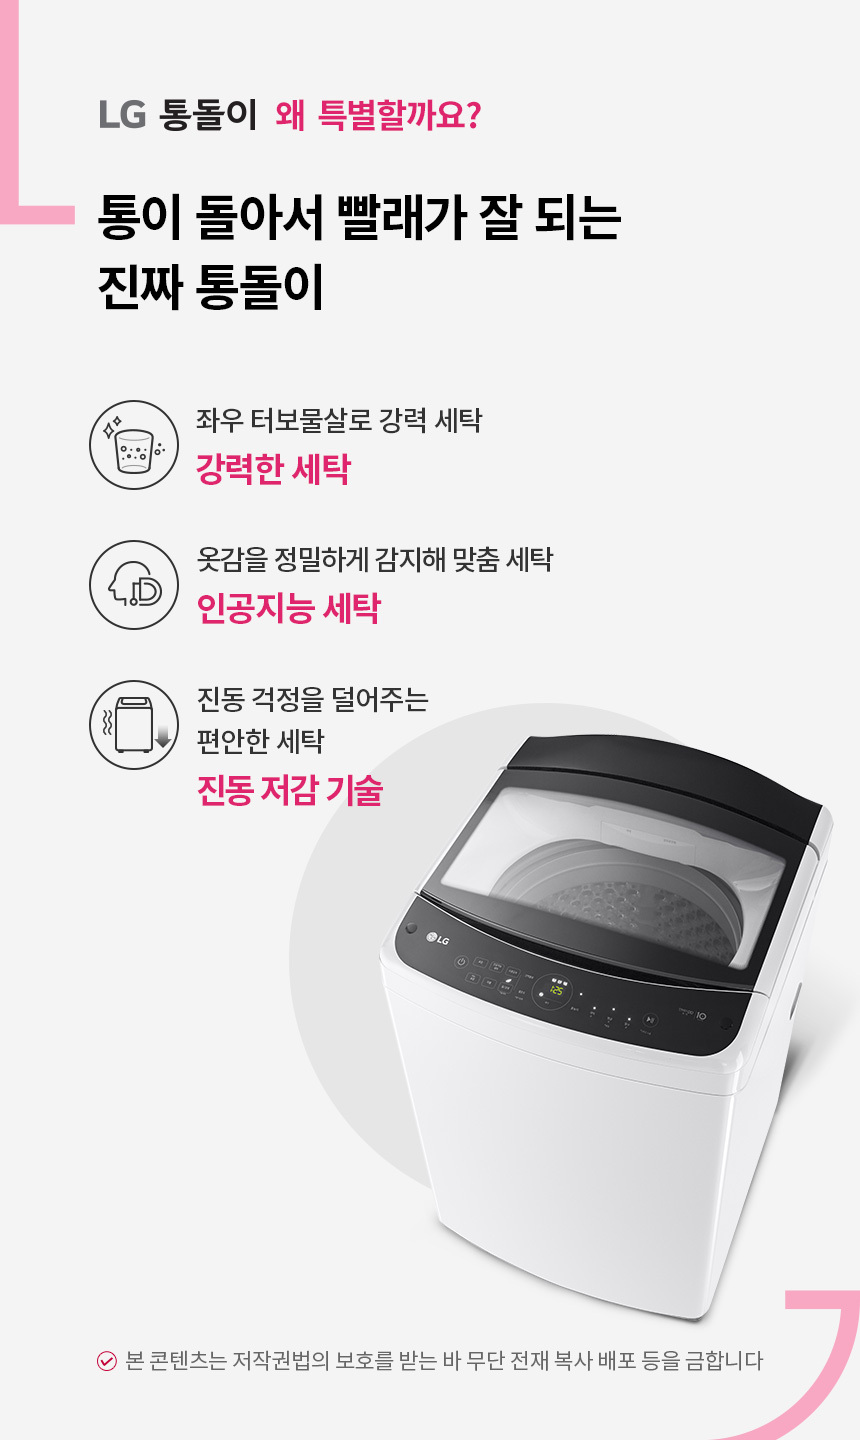 LG 통돌이 왜 특별할까요?
통이 돌아서 빨래가 잘 되는
진짜 통돌이
좌우 터보물살로 강력 세탁
강력한 세탁
옷감을 정밀하게 감지해 맞춤 세탁
인공지능 세탁
진동 걱정을 덜어주는
편안한 세탁
진동 저감 기술
LG
125
10
본 콘텐츠는 저작권법의 보호를 받는 바 무단 전재 복사 배포 등을 금합니다